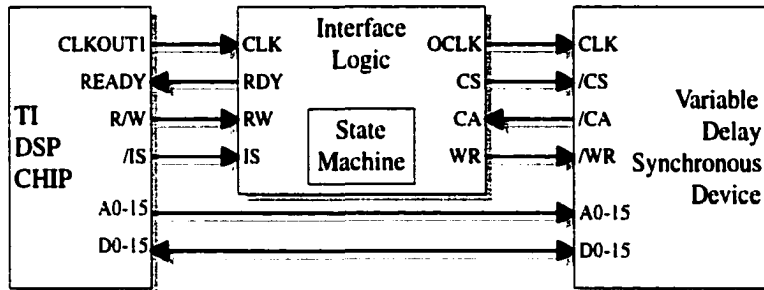 TI
DSP
CHIP
CLKOUT1
READY
R/W
/IS
A0-15
D0-15
Interface
Logic
CLK
RDY
RW
IS
State
Machine
OCLK
CS
CA
WR
CLK
/CS
/CA
/WR
A0-15
D0-15
Variable
Delay
Synchronous
Device